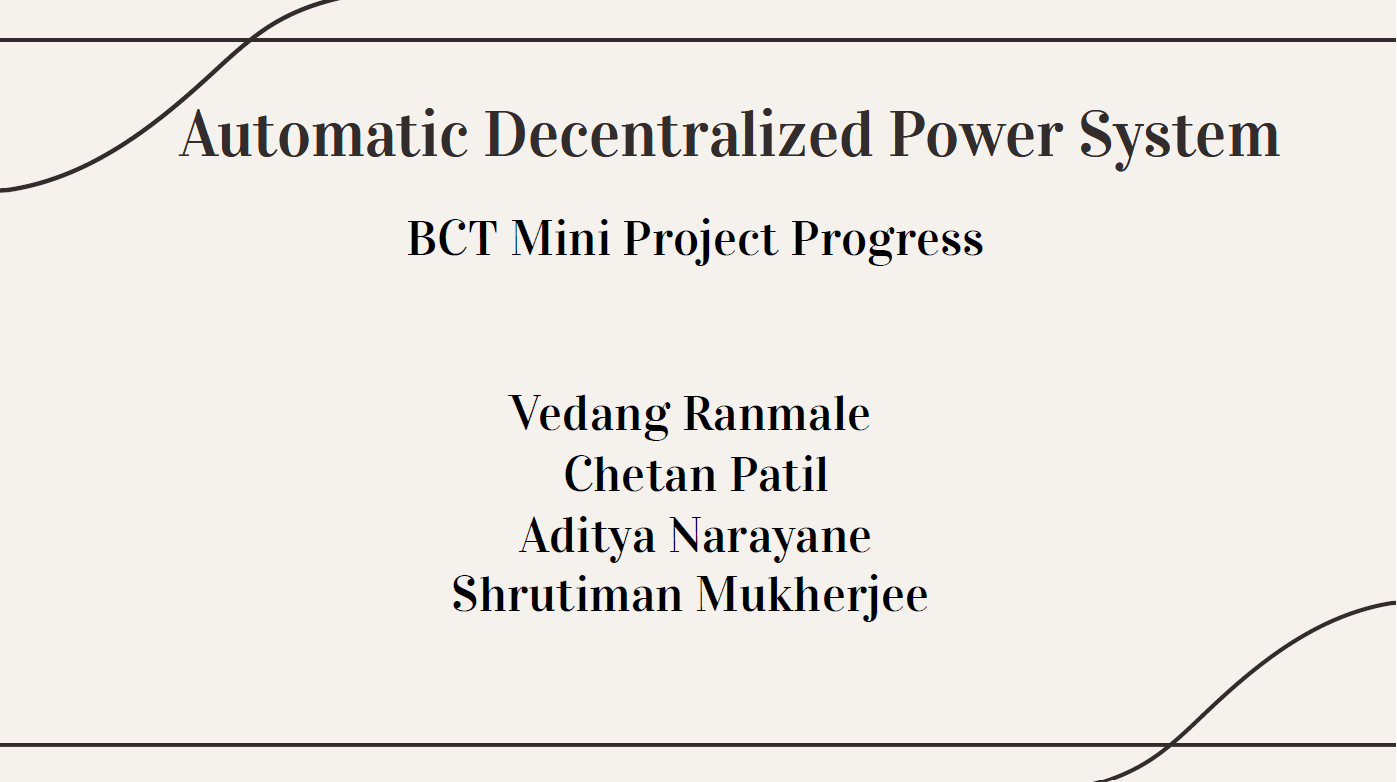 Automatic Decentralized Power System
BCT Mini Project Progress
Vedang Ranmale
Chetan Patil
Aditya Narayane
Shrutiman Mukherjee